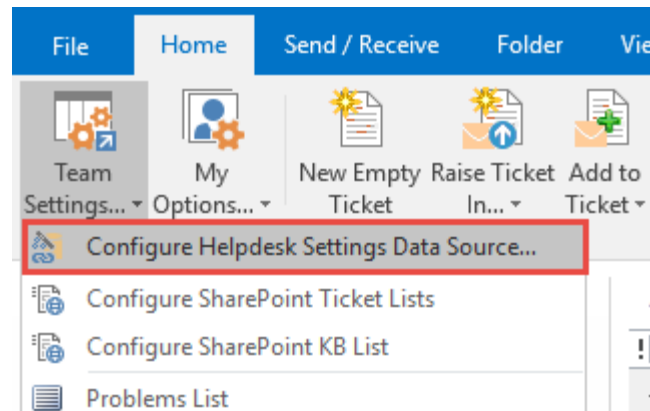 File Home Send / Receive Folder Vie
Team My New Empty Raise Ticket Add to
Settings... Options... Ticket In... Ticket
Configure Helpdesk Settings Data Source...
Configure SharePoint Ticket Lists
Configure SharePoint KB List
!
Problems List